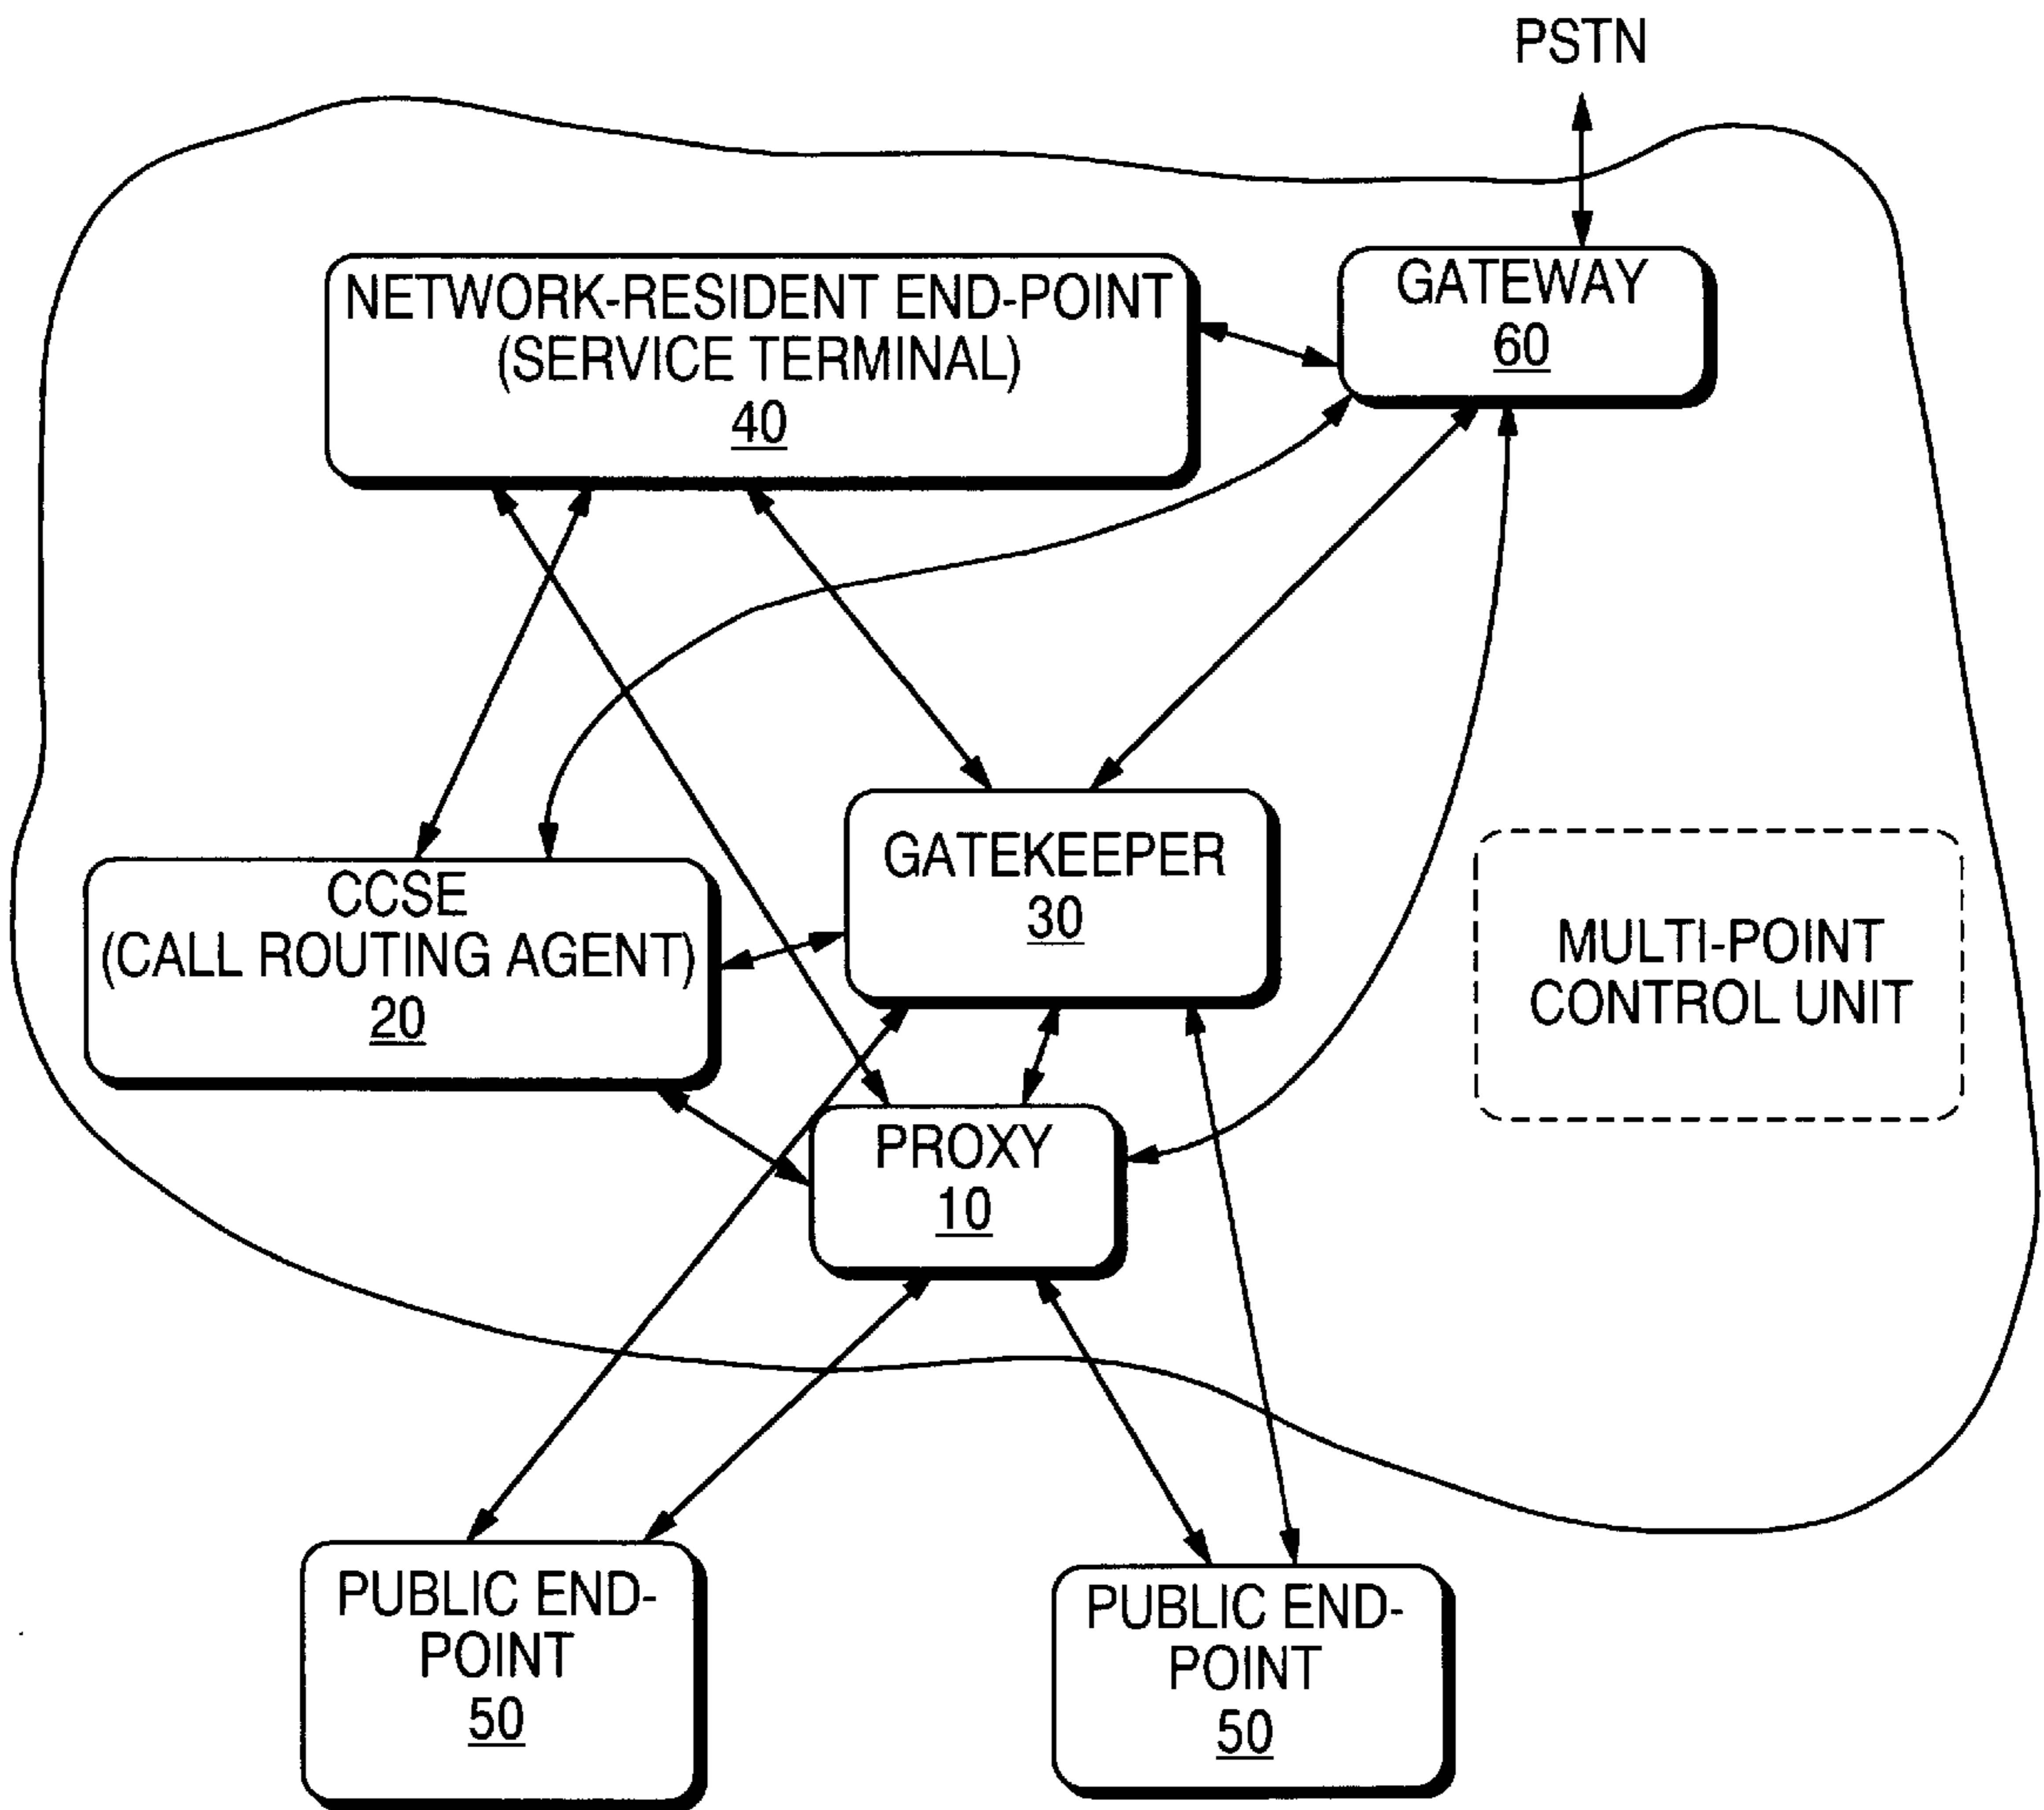 PSTN
NETWORK-RESIDENT END-POINT
(SERVICE TERMINAL)
40
GATEWAY
60
CCSE
(CALL ROUTING AGENT)
20
GATEKEEPER
30
MULTI-POINT
CONTROL UNIT
PROXY
10
PUBLIC END-
POINT
50
PUBLIC END-
POINT
50